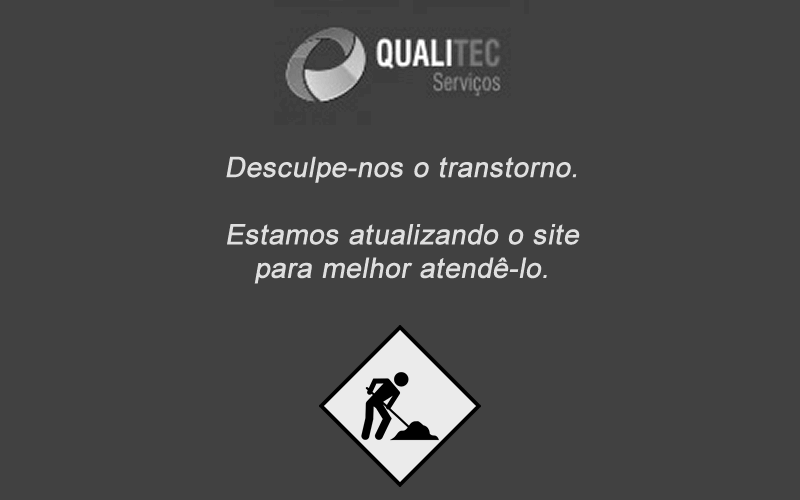 QUALITEC
Serviços
Desculpe-nos o transtorno.
Estamos atualizando o site
para melhor atendê-lo.